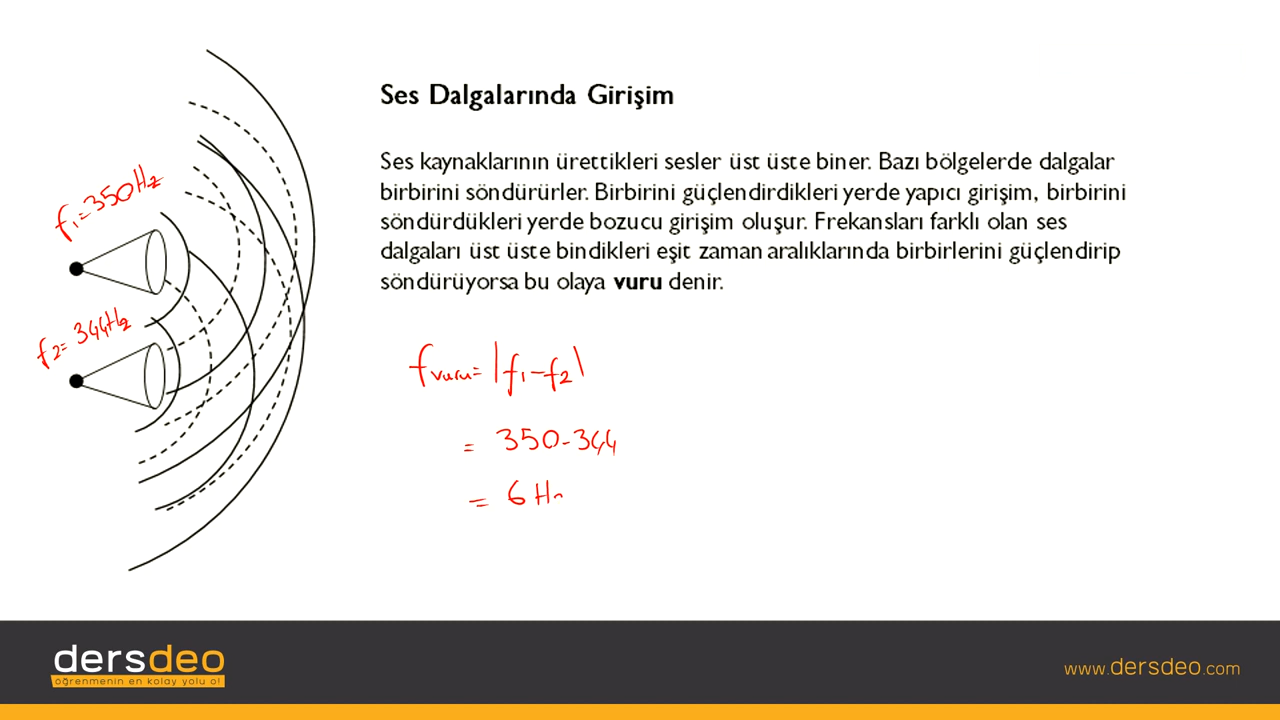 Ses Dalgalarında Girişim
Ses kaynaklarının ürettikleri sesler üst üste biner. Bazı bölgelerde dalgalar
birbirini söndürürler. Birbirini güçlendirdikleri yerde yapıcı girişim, birbirini
söndürdükleri yerde bozucu girişim oluşur. Frekansları farklı olan ses
dalgaları üst üste bindikleri eşit zaman aralıklarında birbirlerini güçlendirip
söndürüyorsa bu olaya vuru denir.
f₁=350Hz
f₂=344Hz
fvuru= |f₁-f₂|
= 350-344
= 6 Hz
dersdeo
öğrenmenin en kolay yolu o!
www.dersdeo.com